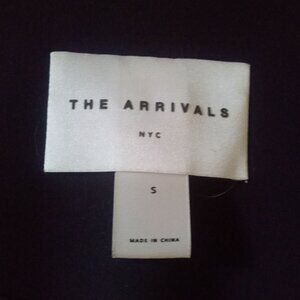 THE ARRIVALS
NYC
S
MADE IN CHINA